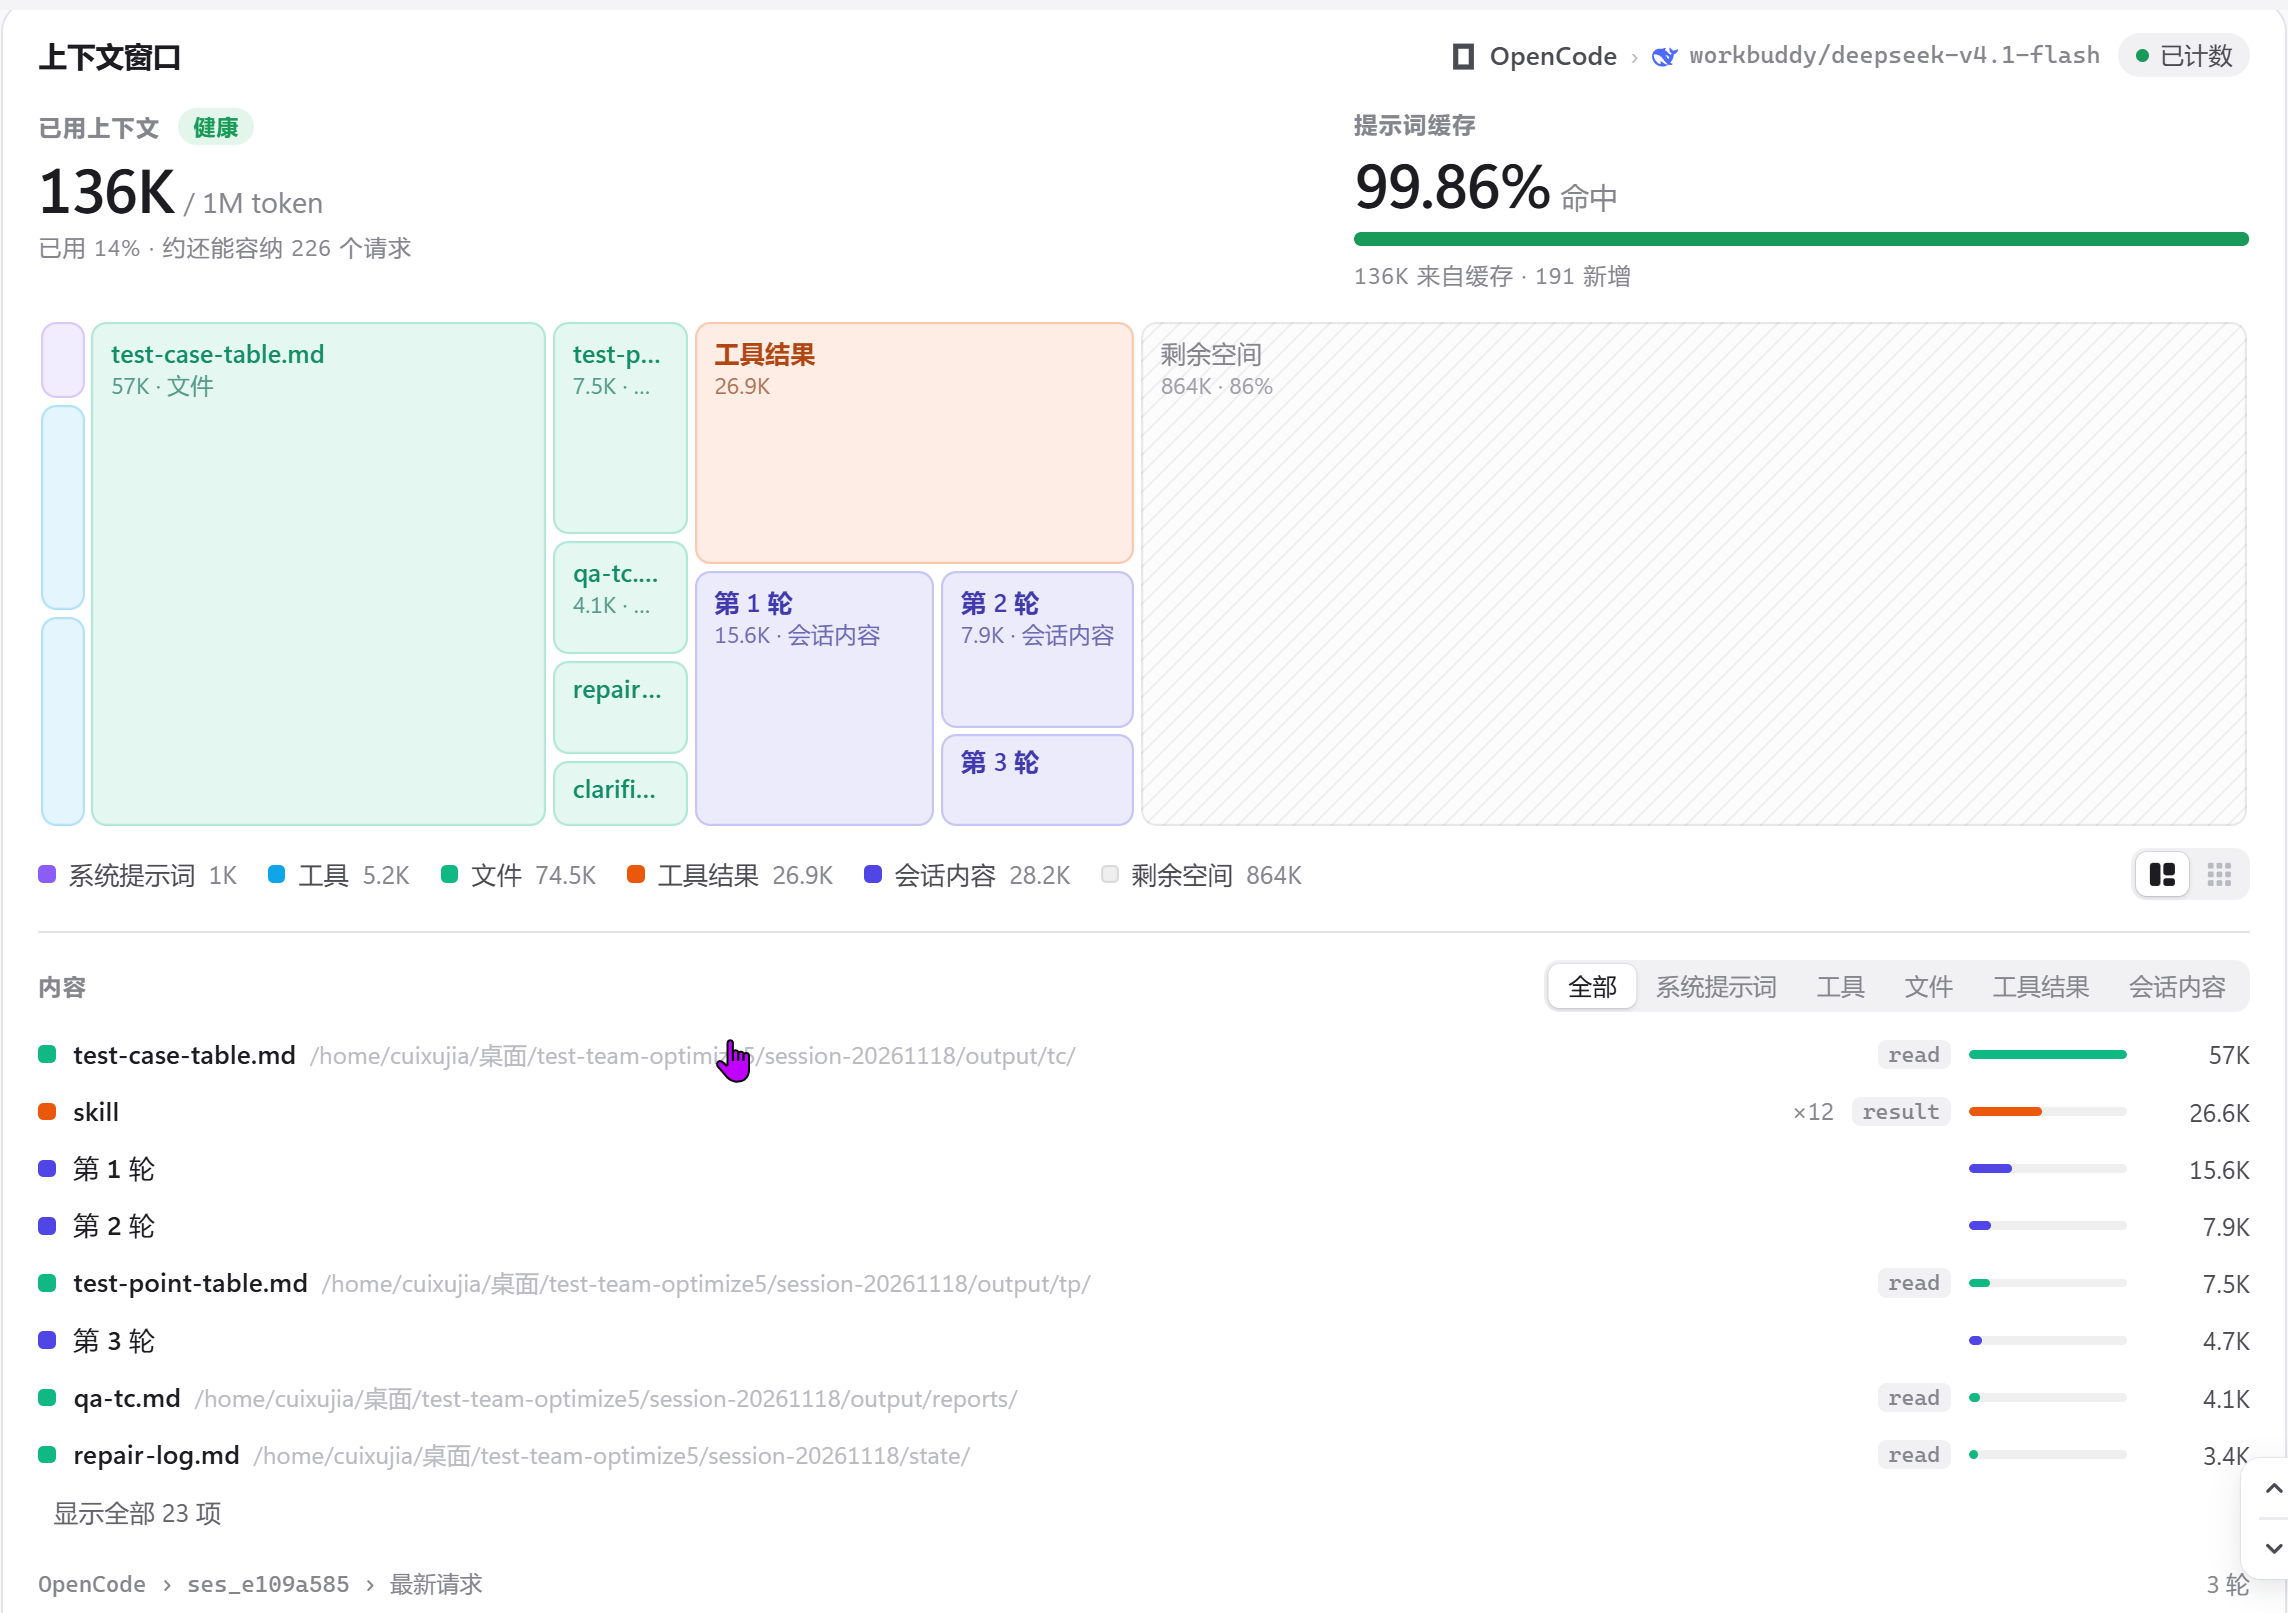 上下文窗口
OpenCode › workbuddy/deepseek-v4.1-flash 已计数
已用上下文 健康
136K / 1M token
已用 14% · 约还能容纳 226 个请求
提示词缓存
99.86% 命中
136K 来自缓存 · 191 新增
test-case-table.md
57K · 文件
test-p...
7.5K · ...
qa-tc....
4.1K · ...
repair...
clarifi...
工具结果
26.9K
第 1 轮
15.6K · 会话内容
第 2 轮
7.9K · 会话内容
第 3 轮
剩余空间
864K · 86%
系统提示词 1K 工具 5.2K 文件 74.5K 工具结果 26.9K 会话内容 28.2K 剩余空间 864K
内容
全部 系统提示词 工具 文件 工具结果 会话内容
test-case-table.md /home/cuixujia/桌面/test-team-optimize5/session-20261118/output/tc/ read 57K
skill ×12 result 26.6K
第 1 轮 15.6K
第 2 轮 7.9K
test-point-table.md /home/cuixujia/桌面/test-team-optimize5/session-20261118/output/tp/ read 7.5K
第 3 轮 4.7K
qa-tc.md /home/cuixujia/桌面/test-team-optimize5/session-20261118/output/reports/ read 4.1K
repair-log.md /home/cuixujia/桌面/test-team-optimize5/session-20261118/state/ read 3.4K
显示全部 23 项
OpenCode › ses_e109a585 › 最新请求 3 轮